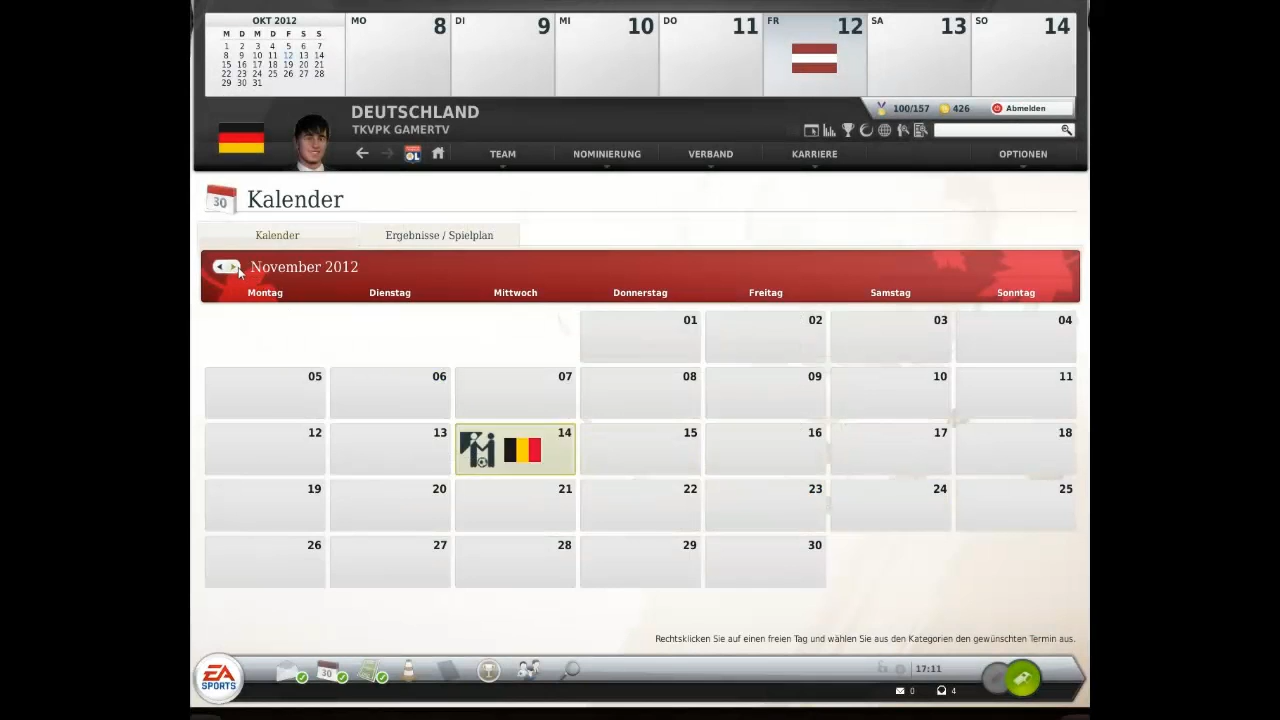 OKT 2012
M D M D F S S
1 2 3 4 5 6 7
8 9 10 11 12 13 14
15 16 17 18 19 20 21
22 23 24 25 26 27 28
29 30 31
MO 8 DI 9 MI 10 DO 11 FR 12 SA 13 SO 14
DEUTSCHLAND
TKVPK GAMERTV
100/157 426 Abmelden
OL TEAM NOMINIERUNG VERBAND KARRIERE OPTIONEN
30 Kalender
Kalender Ergebnisse / Spielplan
November 2012
Montag Dienstag Mittwoch Donnerstag Freitag Samstag Sonntag
01 02 03 04
05 06 07 08 09 10 11
12 13 14 15 16 17 18
19 20 21 22 23 24 25
26 27 28 29 30
Rechtsklicken Sie auf einen freien Tag und wählen Sie aus den Kategorien den gewünschten Termin aus.
EA SPORTS
30
17:11
0 4